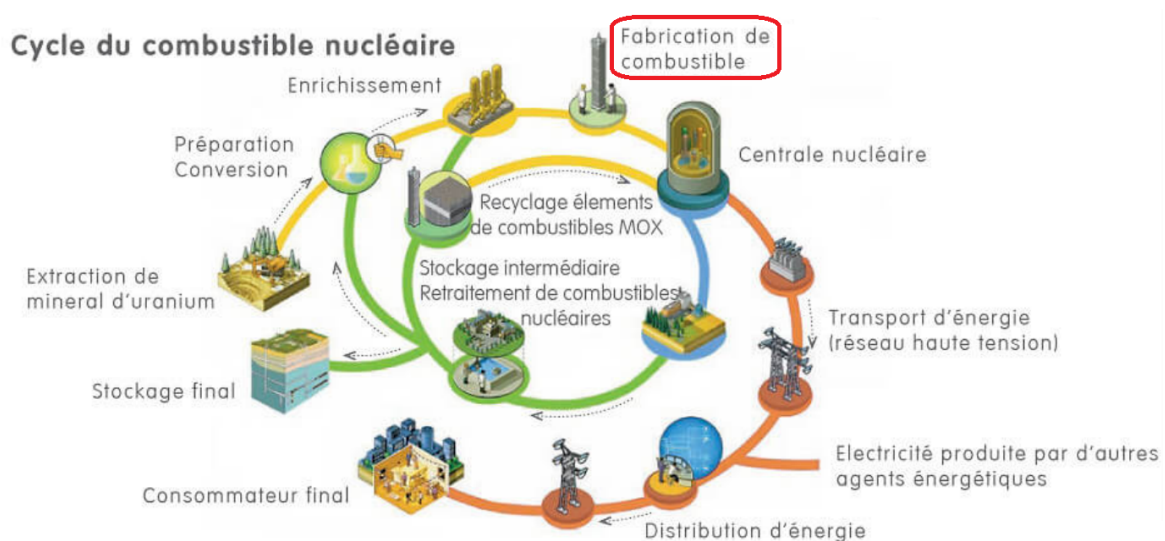 Cycle du combustible nucléaire
Fabrication de
combustible
Enrichissement
Préparation
Conversion
Centrale nucléaire
Recyclage élements
de combustibles MOX
Extraction de
mineral d'uranium
Stockage intermédiaire
Retraitement de combustibles
nucléaires
Transport d'énergie
(réseau haute tension)
Stockage final
Electricité produite par d'autres
agents énergétiques
Consommateur final
Distribution d'énergie